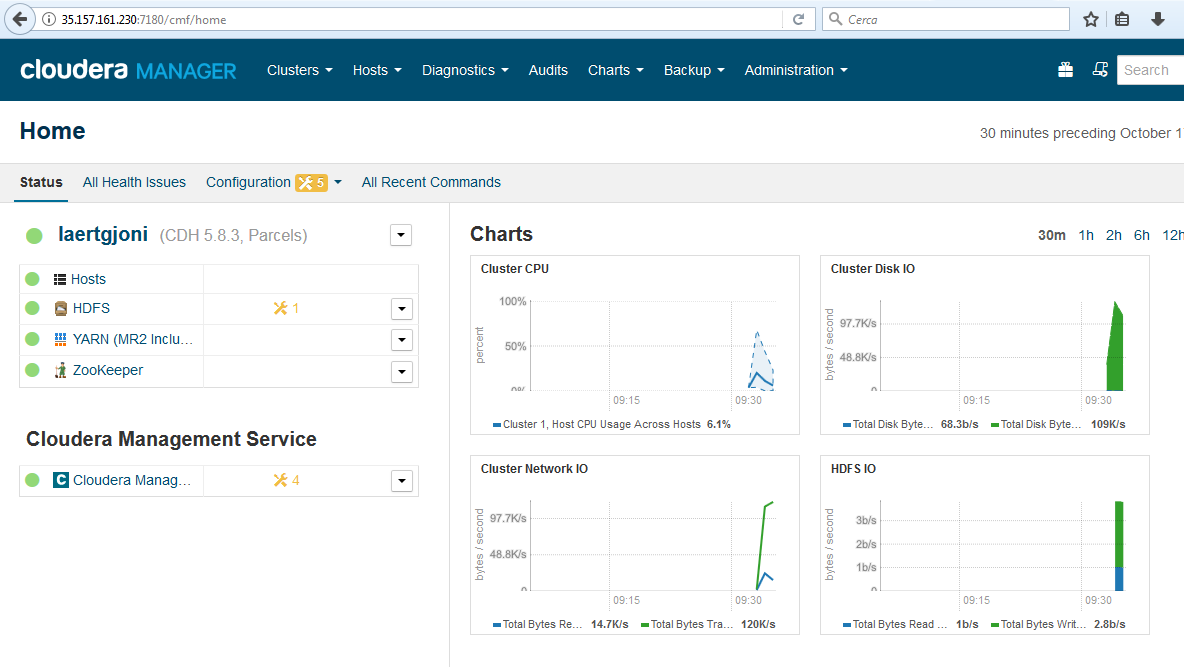 35.157.161.230:7180/cmf/home
Cerca
cloudera MANAGER Clusters Hosts Diagnostics Audits Charts Backup Administration Search
Home
30 minutes preceding October 1
Status All Health Issues Configuration 5 All Recent Commands
laertgjoni (CDH 5.8.3, Parcels)
Hosts
HDFS 1
YARN (MR2 Inclu...
ZooKeeper
Cloudera Management Service
C Cloudera Manag... 4
Charts
30m 1h 2h 6h 12h
Cluster CPU
percent
100%
50%
0%
09:15 09:30
Cluster 1, Host CPU Usage Across Hosts 6.1%
Cluster Disk IO
bytes / second
97.7K/s
48.8K/s
0
09:15 09:30
Total Disk Byte... 68.3b/s Total Disk Byte... 109K/s
Cluster Network IO
bytes / second
97.7K/s
48.8K/s
0
09:15 09:30
Total Bytes Re... 14.7K/s Total Bytes Tra... 120K/s
HDFS IO
bytes / second
3b/s
2b/s
1b/s
0
09:15 09:30
Total Bytes Read ... 1b/s Total Bytes Writ... 2.8b/s